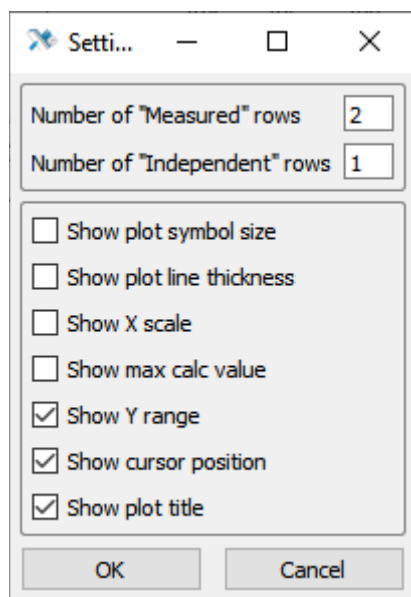 Setti...
Number of "Measured" rows 2
Number of "Independent" rows 1
Show plot symbol size
Show plot line thickness
Show X scale
Show max calc value
Show Y range
Show cursor position
Show plot title
OK Cancel